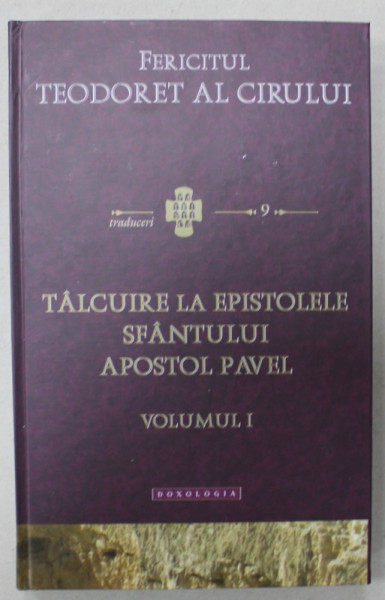 FERICITUL
TEODORET AL CIRULUI
traduceri
9
TÂLCUIRE LA EPISTOLELE
SFÂNTULUI
APOSTOL PAVEL
VOLUMUL I
DOXOLOGIA